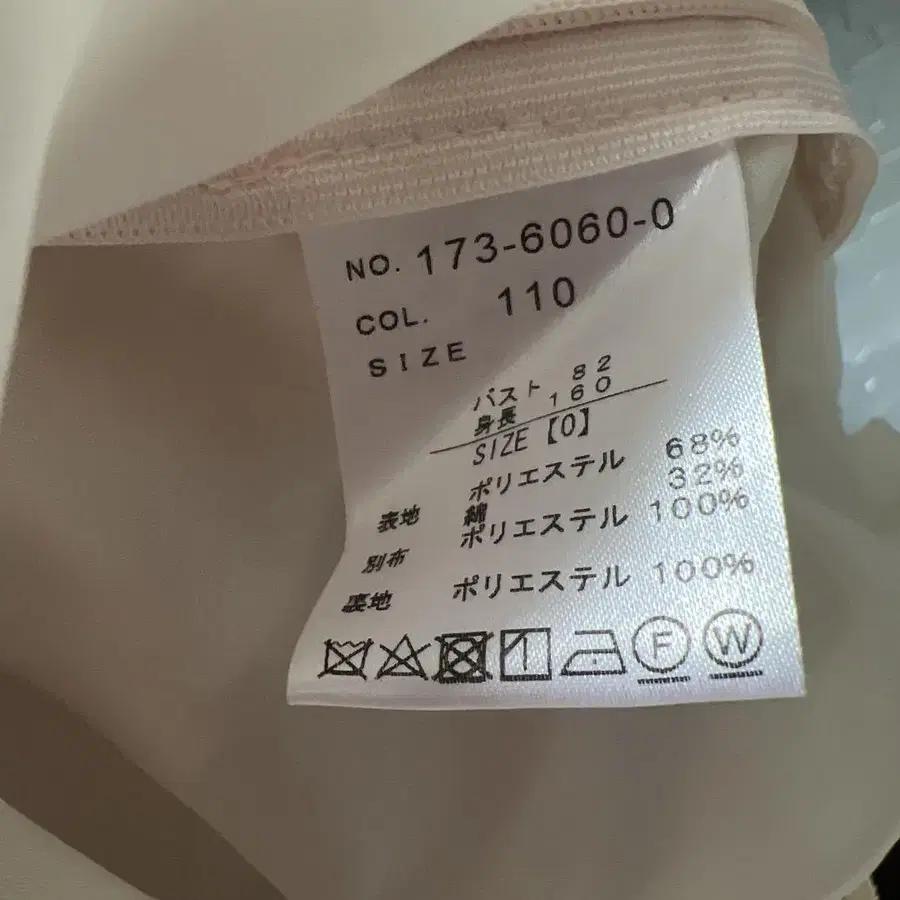 NO. 173-6060-0
COL. 110
SIZE
バスト 82
身長 160
SIZE【0】
表地 ポリエステル 68%
綿 32%
別布 ポリエステル 100%
裏地 ポリエステル 100%
F W